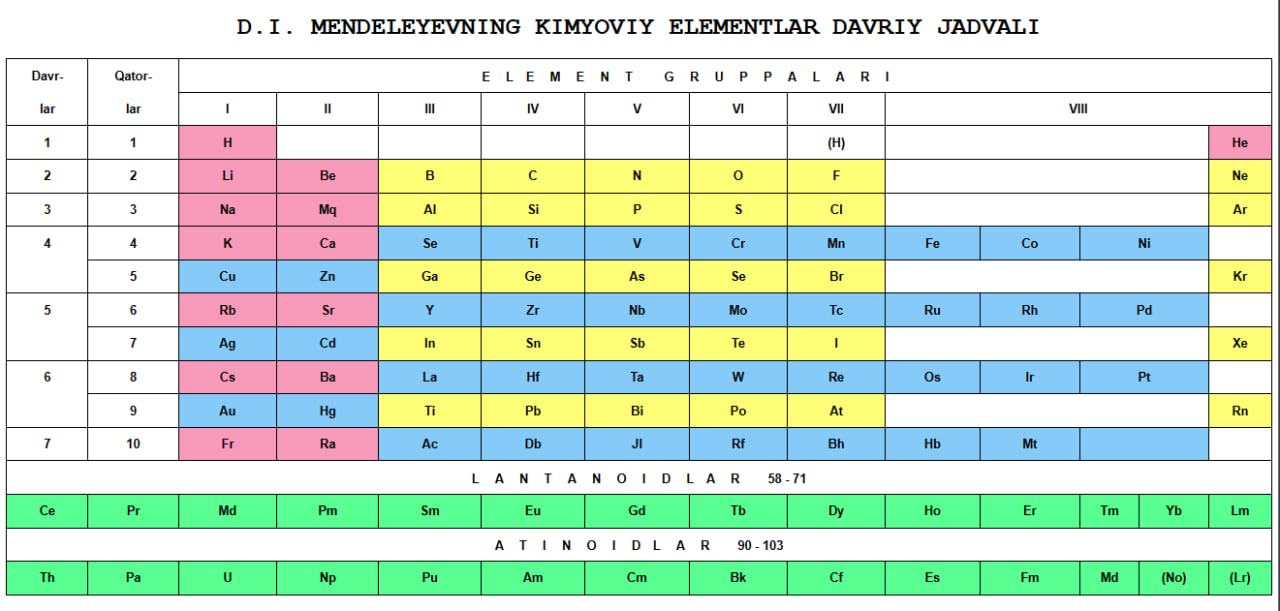 D.I. MENDELEYEVNING KIMYOVIY ELEMENTLAR DAVRIY JADVALI
Davr- Qator- ELEMENT GRUPPALARI
lar lar I II III IV V VI VII VIII
1 1 H (H) He
2 2 Li Be B C N O F Ne
3 3 Na Mq Al Si P S Cl Ar
4 4 K Ca Se Ti V Cr Mn Fe Co Ni
5 Cu Zn Ga Ge As Se Br Kr
5 6 Rb Sr Y Zr Nb Mo Tc Ru Rh Pd
7 Ag Cd In Sn Sb Te I Xe
6 8 Cs Ba La Hf Ta W Re Os Ir Pt
9 Au Hg Ti Pb Bi Po At Rn
7 10 Fr Ra Ac Db Jl Rf Bh Hb Mt
LANTANOIDLAR 58 - 71
Ce Pr Md Pm Sm Eu Gd Tb Dy Ho Er Tm Yb Lm
ATINOIDLAR 90 - 103
Th Pa U Np Pu Am Cm Bk Cf Es Fm Md (No) (Lr)